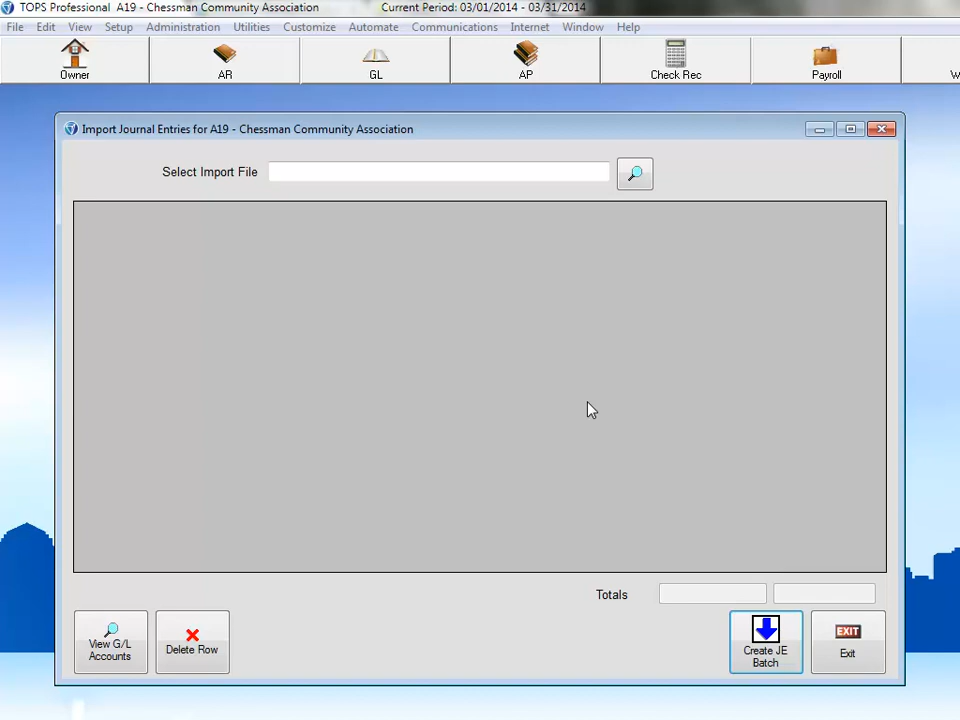 TOPS Professional A19 - Chessman Community Association Current Period: 03/01/2014 - 03/31/2014
File Edit View Setup Administration Utilities Customize Automate Communications Internet Window Help
Owner AR GL AP Check Rec Payroll W
Import Journal Entries for A19 - Chessman Community Association
Select Import File
Totals
View G/L
Accounts
Delete Row
Create JE
Batch
EXIT
Exit